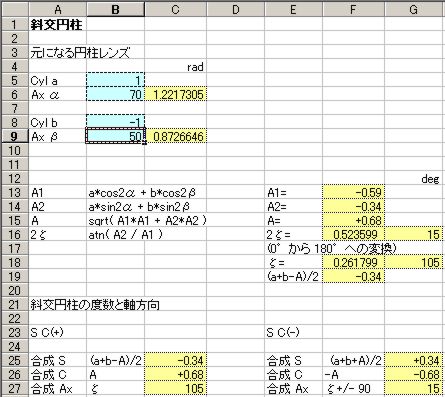 A B C D E F G
1 斜交円柱
2
3 元になる円柱レンズ
4 rad
5 Cyl a 1
6 Ax α 70 1.2217305
7
8 Cyl b -1
9 Ax β 50 0.8726646
10
11
12 deg
13 A1 a*cos2α + b*cos2β A1= -0.59
14 A2 a*sin2α + b*sin2β A2= -0.34
15 A sqrt( A1*A1 + A2*A2 ) A= +0.68
16 2ζ atn( A2 / A1 ) 2ζ= 0.523599 15
17 (0°から180°への変換)
18 ζ= 0.261799 105
19 (a+b-A)/2 -0.34
20
21 斜交円柱の度数と軸方向
22
23 S C(+) S C(-)
24
25 合成 S (a+b-A)/2 -0.34 合成 S (a+b+A)/2 +0.34
26 合成 C A +0.68 合成 C -A -0.68
27 合成 Ax ζ 105 合成 Ax ζ+/- 90 15